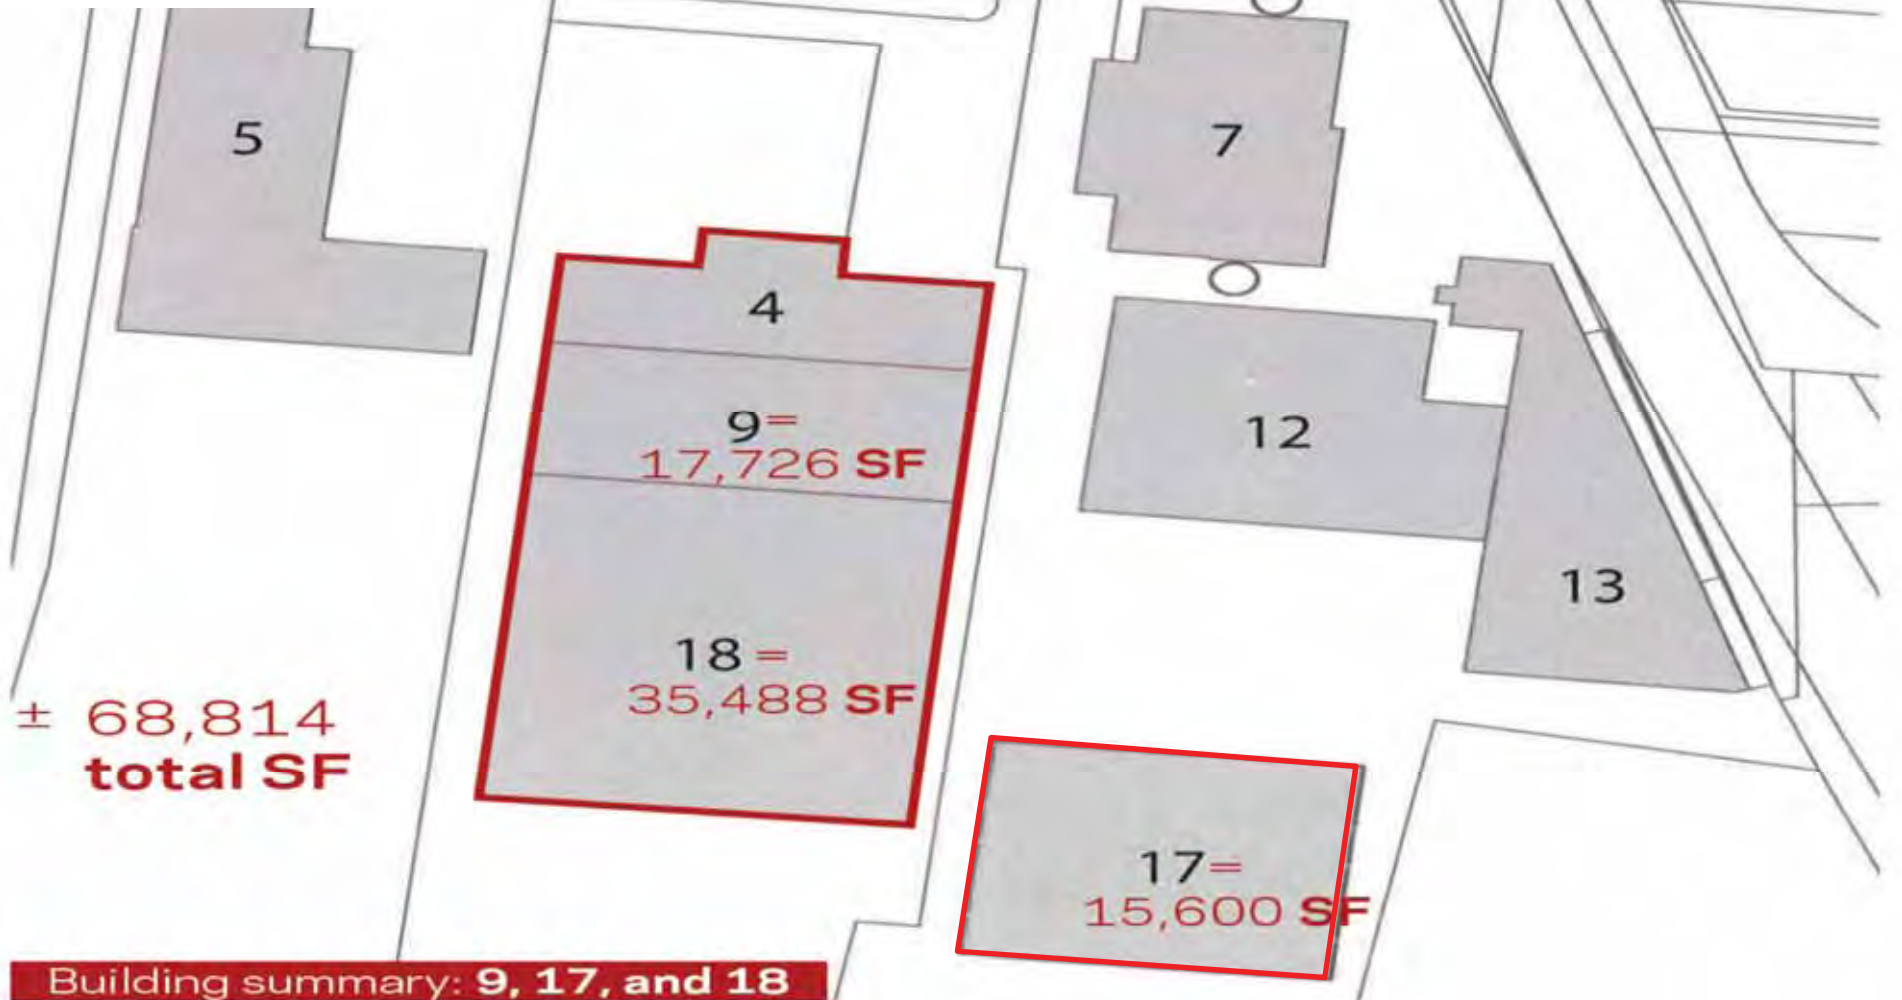 5
7
4
9=
17,726 SF
12
13
18 =
35,488 SF
± 68,814
total SF
17=
15,600 SF
Building summary: 9, 17, and 18